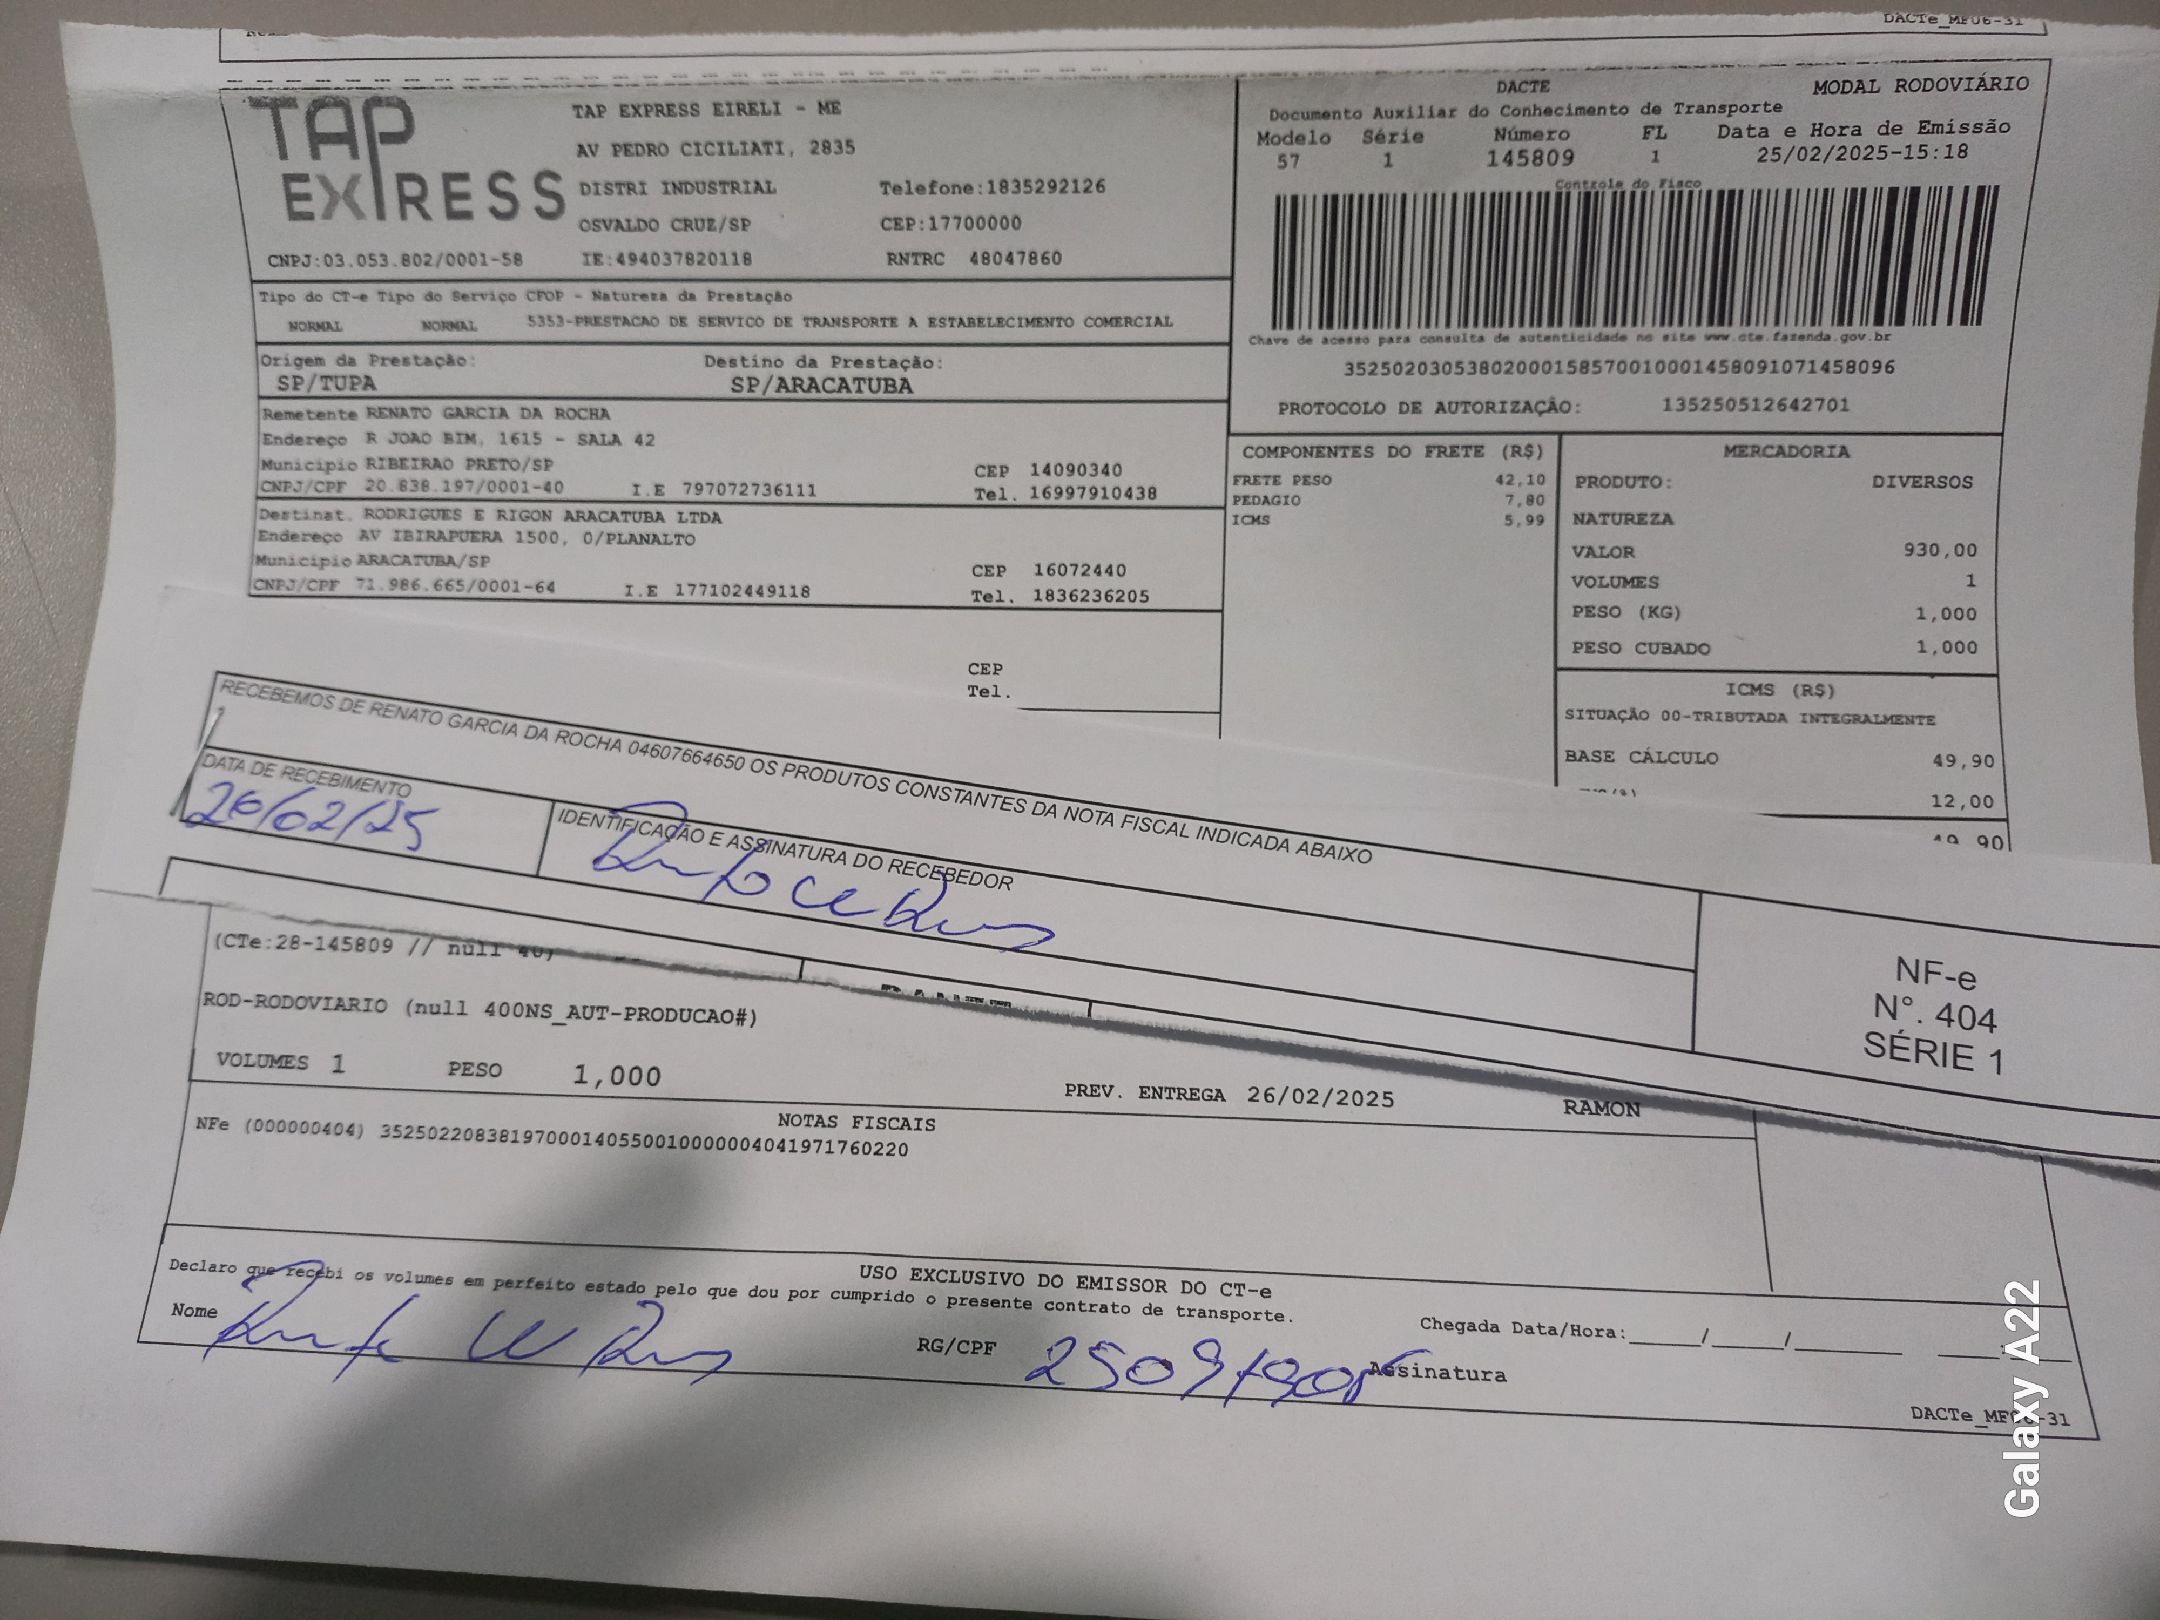 DACTe_MF06-31
TAP EXPRESS
TAP EXPRESS EIRELI - ME
AV PEDRO CICILIATI, 2835
DISTRI INDUSTRIAL Telefone:1835292126
OSVALDO CRUZ/SP CEP:17700000
CNPJ:03.053.802/0001-58 IE:494037820118 RNTRC 48047860
DACTE MODAL RODOVIÁRIO
Documento Auxiliar do Conhecimento de Transporte
Modelo Série Número FL Data e Hora de Emissão
57 1 145809 1 25/02/2025-15:18
Controle do Fisco
Chave de acesso para consulta de autenticidade no site www.cte.fazenda.gov.br
35250203053802000158570010001458091071458096
PROTOCOLO DE AUTORIZAÇÃO: 135250512642701
Tipo do CT-e Tipo do Serviço CFOP - Natureza da Prestação
NORMAL NORMAL 5353-PRESTACAO DE SERVICO DE TRANSPORTE A ESTABELECIMENTO COMERCIAL
Origem da Prestação: Destino da Prestação:
SP/TUPA SP/ARACATUBA
Remetente RENATO GARCIA DA ROCHA
Endereço R JOAO BIM, 1615 - SALA 42
Municipio RIBEIRAO PRETO/SP CEP 14090340
CNPJ/CPF 20.838.197/0001-40 I.E 797072736111 Tel. 16997910438
Destinat. RODRIGUES E RIGON ARACATUBA LTDA
Endereço AV IBIRAPUERA 1500, 0/PLANALTO
Municipio ARACATUBA/SP CEP 16072440
CNPJ/CPF 71.986.665/0001-64 I.E 177102449118 Tel. 1836236205
CEP
Tel.
COMPONENTES DO FRETE (R$)
FRETE PESO 42,10
PEDAGIO 7,80
ICMS 5,99
MERCADORIA
PRODUTO: DIVERSOS
NATUREZA
VALOR 930,00
VOLUMES 1
PESO (KG) 1,000
PESO CUBADO 1,000
ICMS (R$)
SITUAÇÃO 00-TRIBUTADA INTEGRALMENTE
BASE CÁLCULO 49,90
12,00
49,90
RECEBEMOS DE RENATO GARCIA DA ROCHA 04607664650 OS PRODUTOS CONSTANTES DA NOTA FISCAL INDICADA ABAIXO
DATA DE RECEBIMENTO IDENTIFICAÇÃO E ASSINATURA DO RECEBEDOR
26/02/25
NF-e
N°. 404
SÉRIE 1
(CTe:28-145809 // null 40)
ROD-RODOVIARIO (null 400NS_AUT-PRODUCAO#)
VOLUMES 1 PESO 1,000 PREV. ENTREGA 26/02/2025 RAMON
NOTAS FISCAIS
NFe (000000404) 35250220838197000140550010000004041971760220
USO EXCLUSIVO DO EMISSOR DO CT-e
Declaro que recebi os volumes em perfeito estado pelo que dou por cumprido o presente contrato de transporte.
Nome RG/CPF Assinatura Chegada Data/Hora:_____/_____/_____
DACTe_MF06-31
Galaxy A22